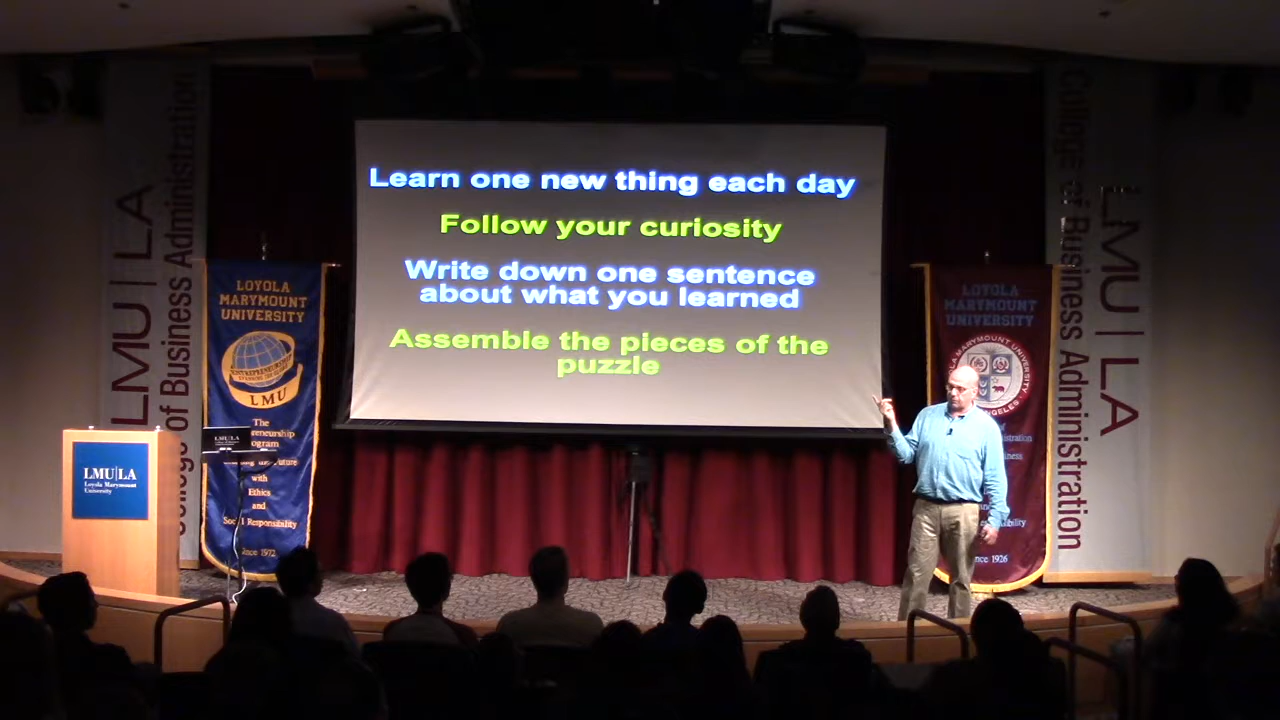 Learn one new thing each day
Follow your curiosity
Write down one sentence
about what you learned
Assemble the pieces of the
puzzle
LMU|LA
College of Business Administration
LOYOLA
MARYMOUNT
UNIVERSITY
LMU
The
Program
with
Ethics
and
Social Responsibility
Since 1972
LMU|LA
Loyola Marymount
University
LMU|LA
LOYOLA
MARYMOUNT
UNIVERSITY
Since 1926
LMU|LA
College of Business Administration